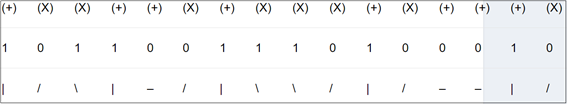 (+) (X) (X) (+) (+) (X) (+) (X) (X) (X) (+) (X) (+) (+) (+) (X)
1 0 1 1 0 0 1 1 1 0 1 0 0 0 1 0
| / \ | – / | \ \ / | / – – | /